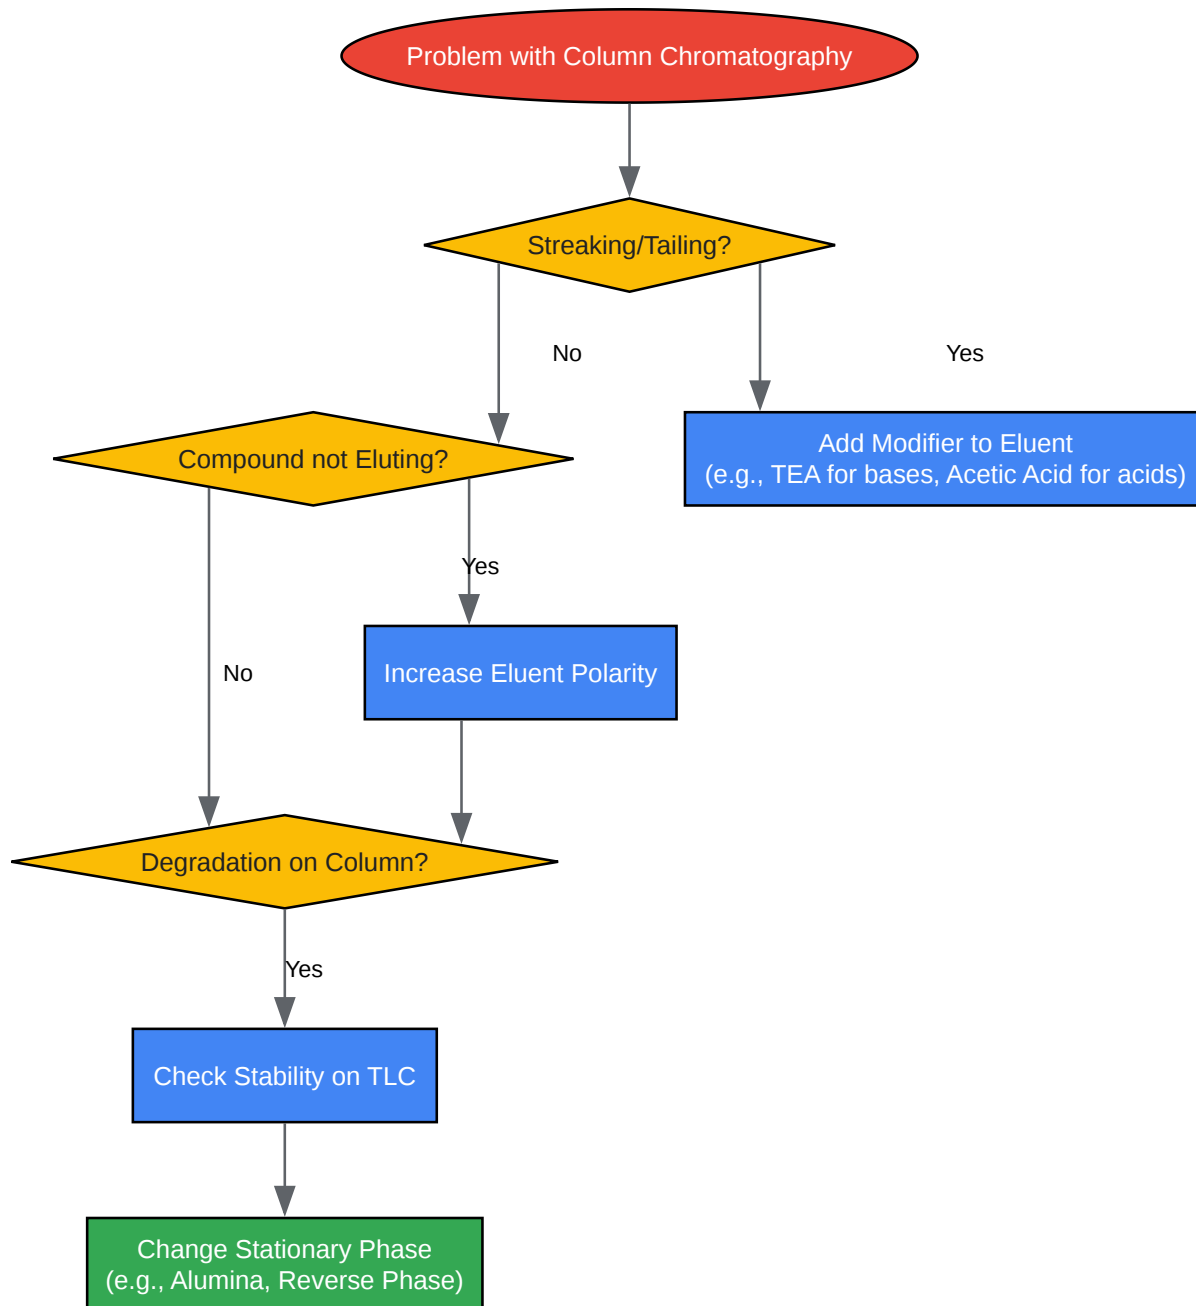 Problem with Column Chromatography
Streaking/Tailing?
No
Yes
Compound not Eluting?
Add Modifier to Eluent
(e.g., TEA for bases, Acetic Acid for acids)
Yes
No
Increase Eluent Polarity
Degradation on Column?
Yes
Check Stability on TLC
Change Stationary Phase
(e.g., Alumina, Reverse Phase)